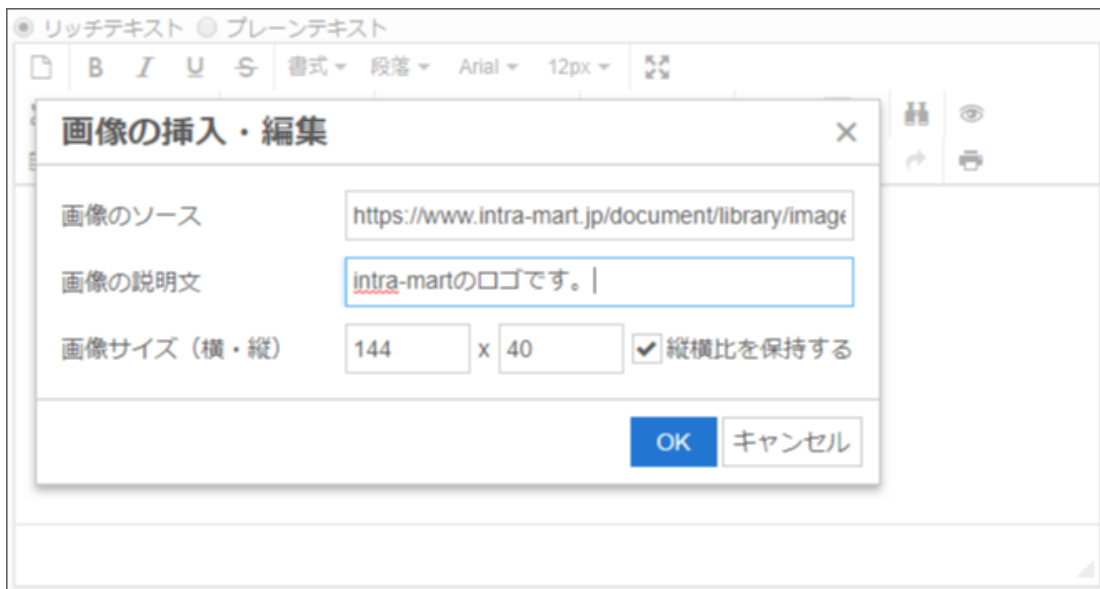 リッチテキスト プレーンテキスト
B I U S 書式 段落 Arial 12px
画像の挿入・編集
画像のソース https://www.intra-mart.jp/document/library/image
画像の説明文 intra-martのロゴです。
画像サイズ（横・縦） 144 x 40 縦横比を保持する
OK キャンセル